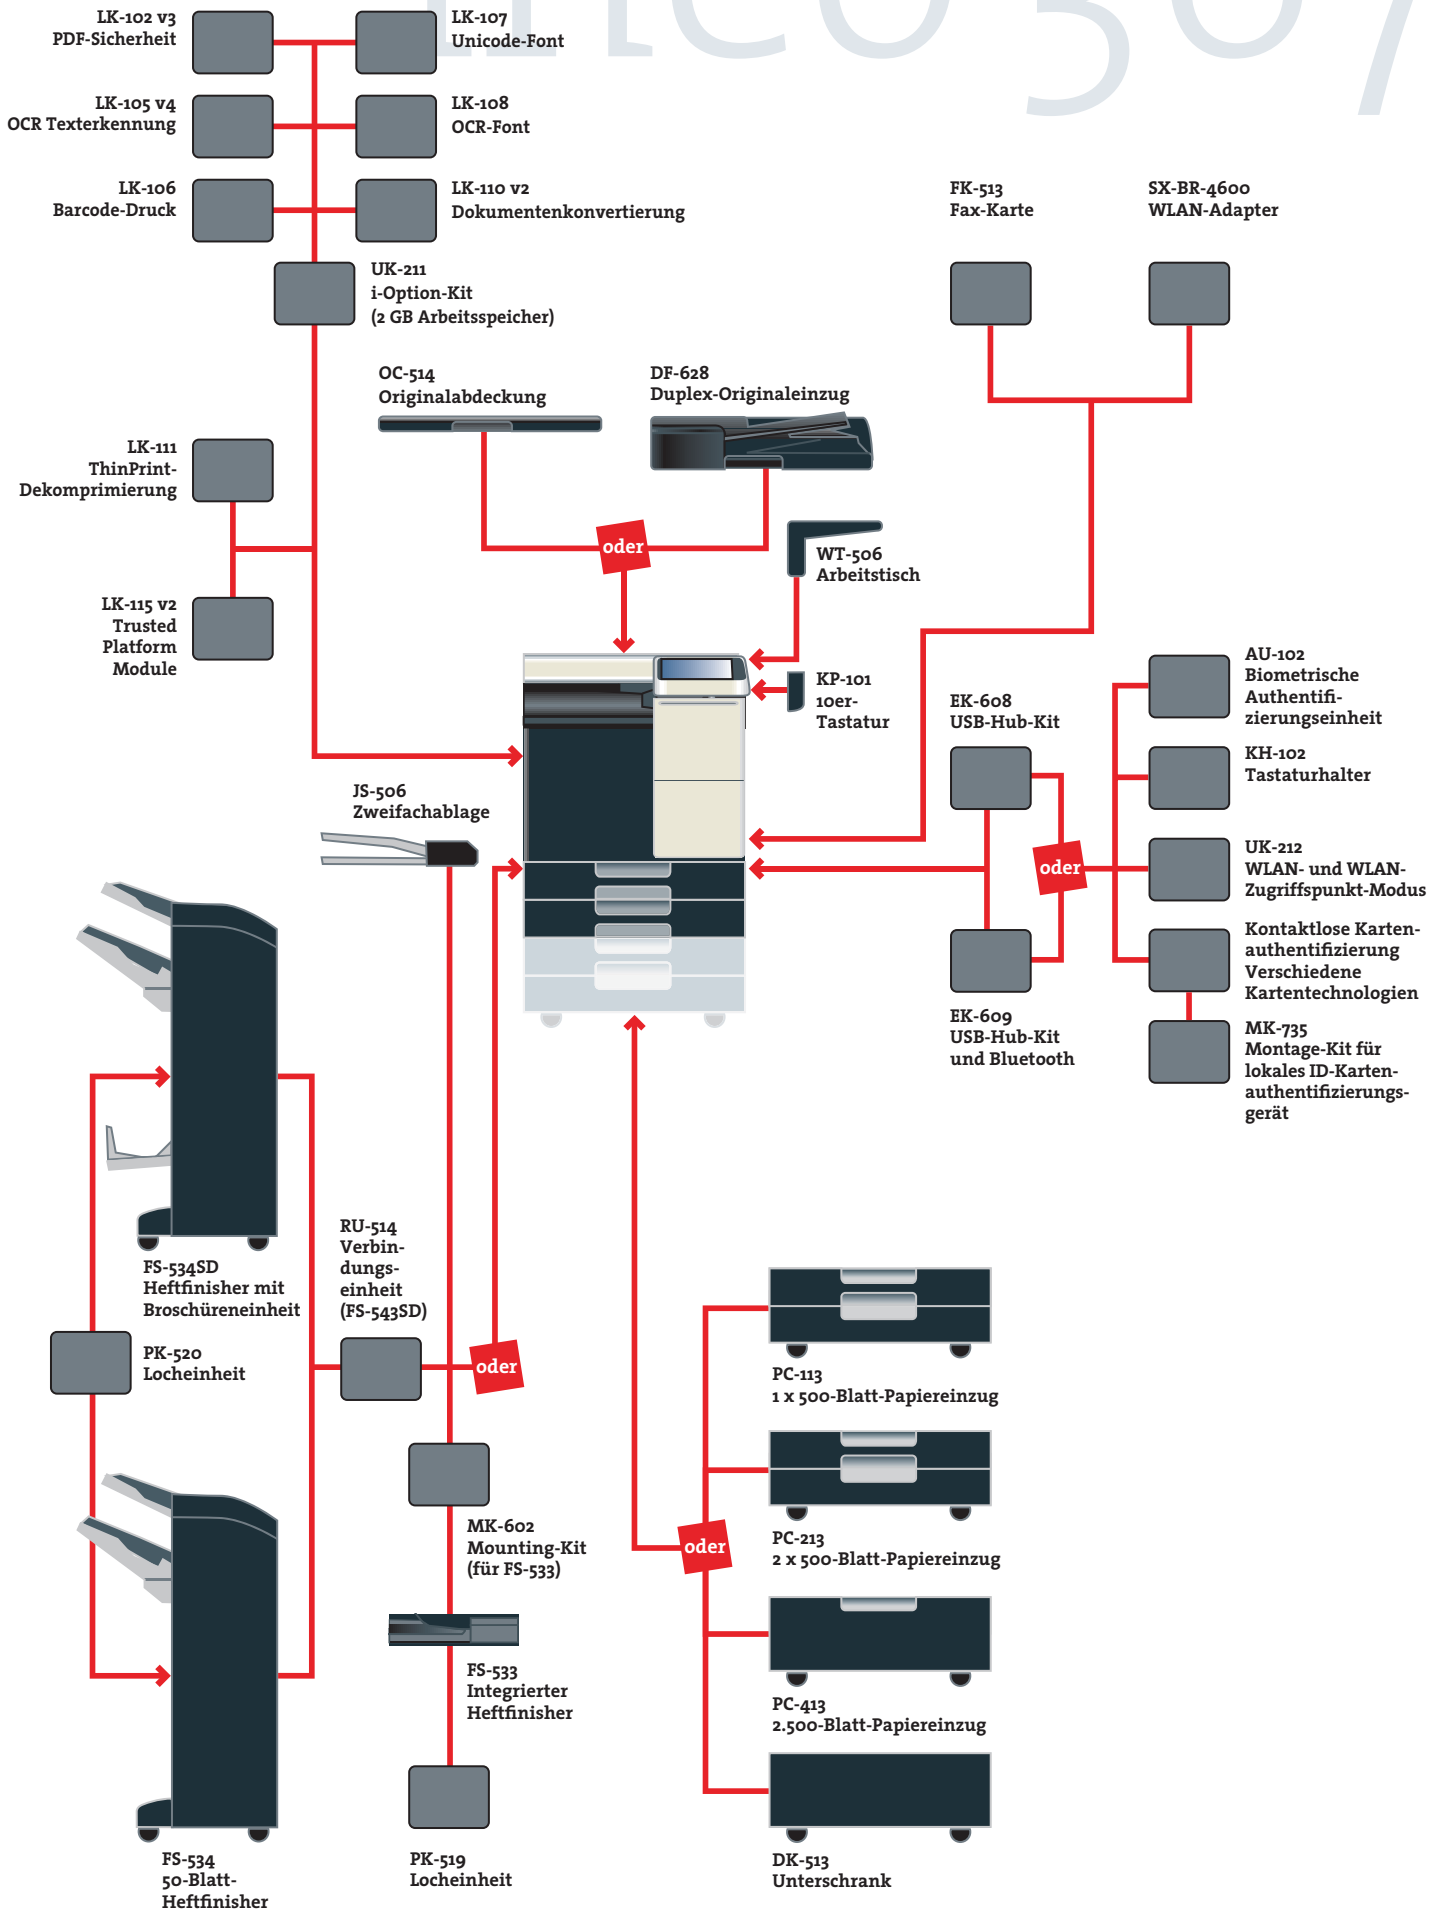 ineo 307
LK-102 v3
PDF-Sicherheit
LK-107
Unicode-Font
LK-105 v4
OCR Texterkennung
LK-108
OCR-Font
LK-106
Barcode-Druck
LK-110 v2
Dokumentenkonvertierung
FK-513
Fax-Karte
SX-BR-4600
WLAN-Adapter
UK-211
i-Option-Kit
(2 GB Arbeitsspeicher)
OC-514
Originalabdeckung
DF-628
Duplex-Originaleinzug
LK-111
ThinPrint-
Dekomprimierung
oder
WT-506
Arbeitstisch
LK-115 v2
Trusted
Platform
Module
KP-101
10er-
Tastatur
EK-608
USB-Hub-Kit
AU-102
Biometrische
Authentifi-
zierungseinheit
KH-102
Tastaturhalter
JS-506
Zweifachablage
oder
UK-212
WLAN- und WLAN-
Zugriffspunkt-Modus
Kontaktlose Karten-
authentifizierung
Verschiedene
Kartentechnologien
EK-609
USB-Hub-Kit
und Bluetooth
MK-735
Montage-Kit für
lokales ID-Karten-
authentifizierungs-
gerät
FS-534SD
Heftfinisher mit
Broschüreneinheit
RU-514
Verbin-
dungs-
einheit
(FS-543SD)
PK-520
Locheinheit
oder
PC-113
1 x 500-Blatt-Papiereinzug
MK-602
Mounting-Kit
(für FS-533)
oder
PC-213
2 x 500-Blatt-Papiereinzug
FS-533
Integrierter
Heftfinisher
PC-413
2.500-Blatt-Papiereinzug
FS-534
50-Blatt-
Heftfinisher
PK-519
Locheinheit
DK-513
Unterschrank